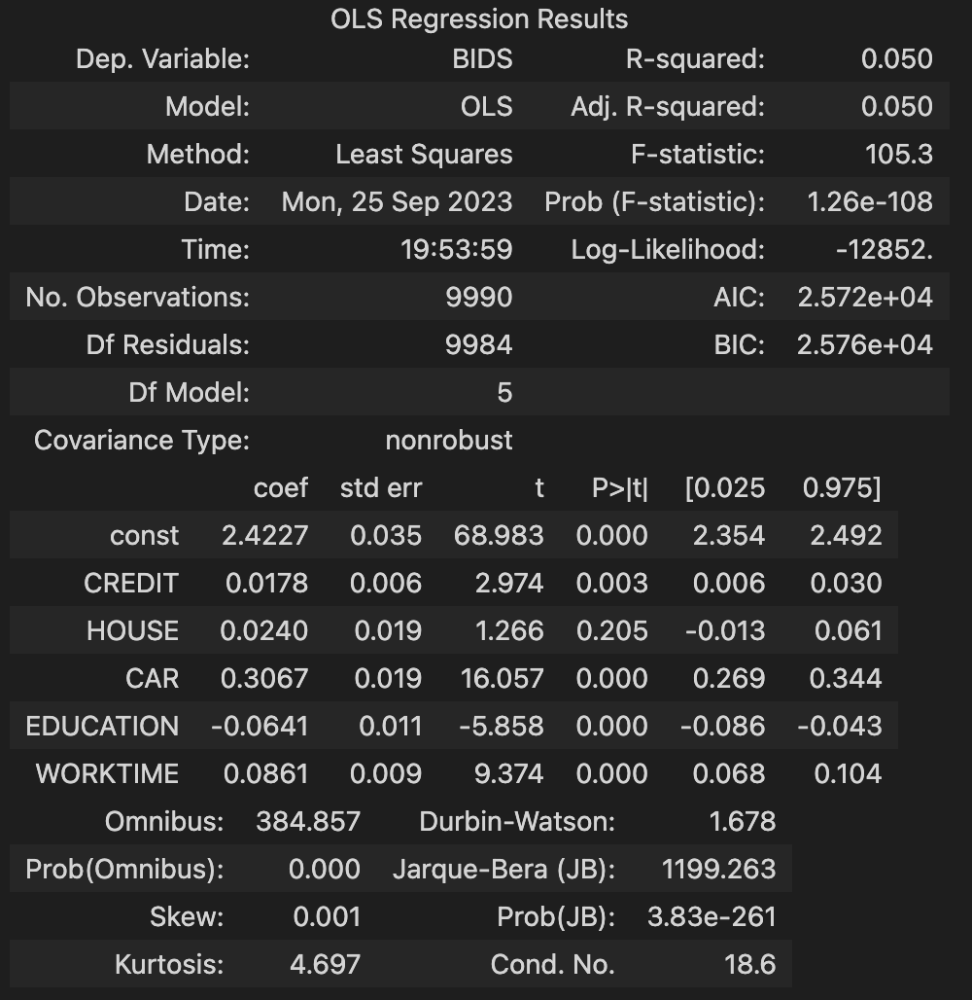 OLS Regression Results
Dep. Variable: BIDS R-squared: 0.050
Model: OLS Adj. R-squared: 0.050
Method: Least Squares F-statistic: 105.3
Date: Mon, 25 Sep 2023 Prob (F-statistic): 1.26e-108
Time: 19:53:59 Log-Likelihood: -12852.
No. Observations: 9990 AIC: 2.572e+04
Df Residuals: 9984 BIC: 2.576e+04
Df Model: 5
Covariance Type: nonrobust
coef std err t P>|t| [0.025 0.975]
const 2.4227 0.035 68.983 0.000 2.354 2.492
CREDIT 0.0178 0.006 2.974 0.003 0.006 0.030
HOUSE 0.0240 0.019 1.266 0.205 -0.013 0.061
CAR 0.3067 0.019 16.057 0.000 0.269 0.344
EDUCATION -0.0641 0.011 -5.858 0.000 -0.086 -0.043
WORKTIME 0.0861 0.009 9.374 0.000 0.068 0.104
Omnibus: 384.857 Durbin-Watson: 1.678
Prob(Omnibus): 0.000 Jarque-Bera (JB): 1199.263
Skew: 0.001 Prob(JB): 3.83e-261
Kurtosis: 4.697 Cond. No. 18.6